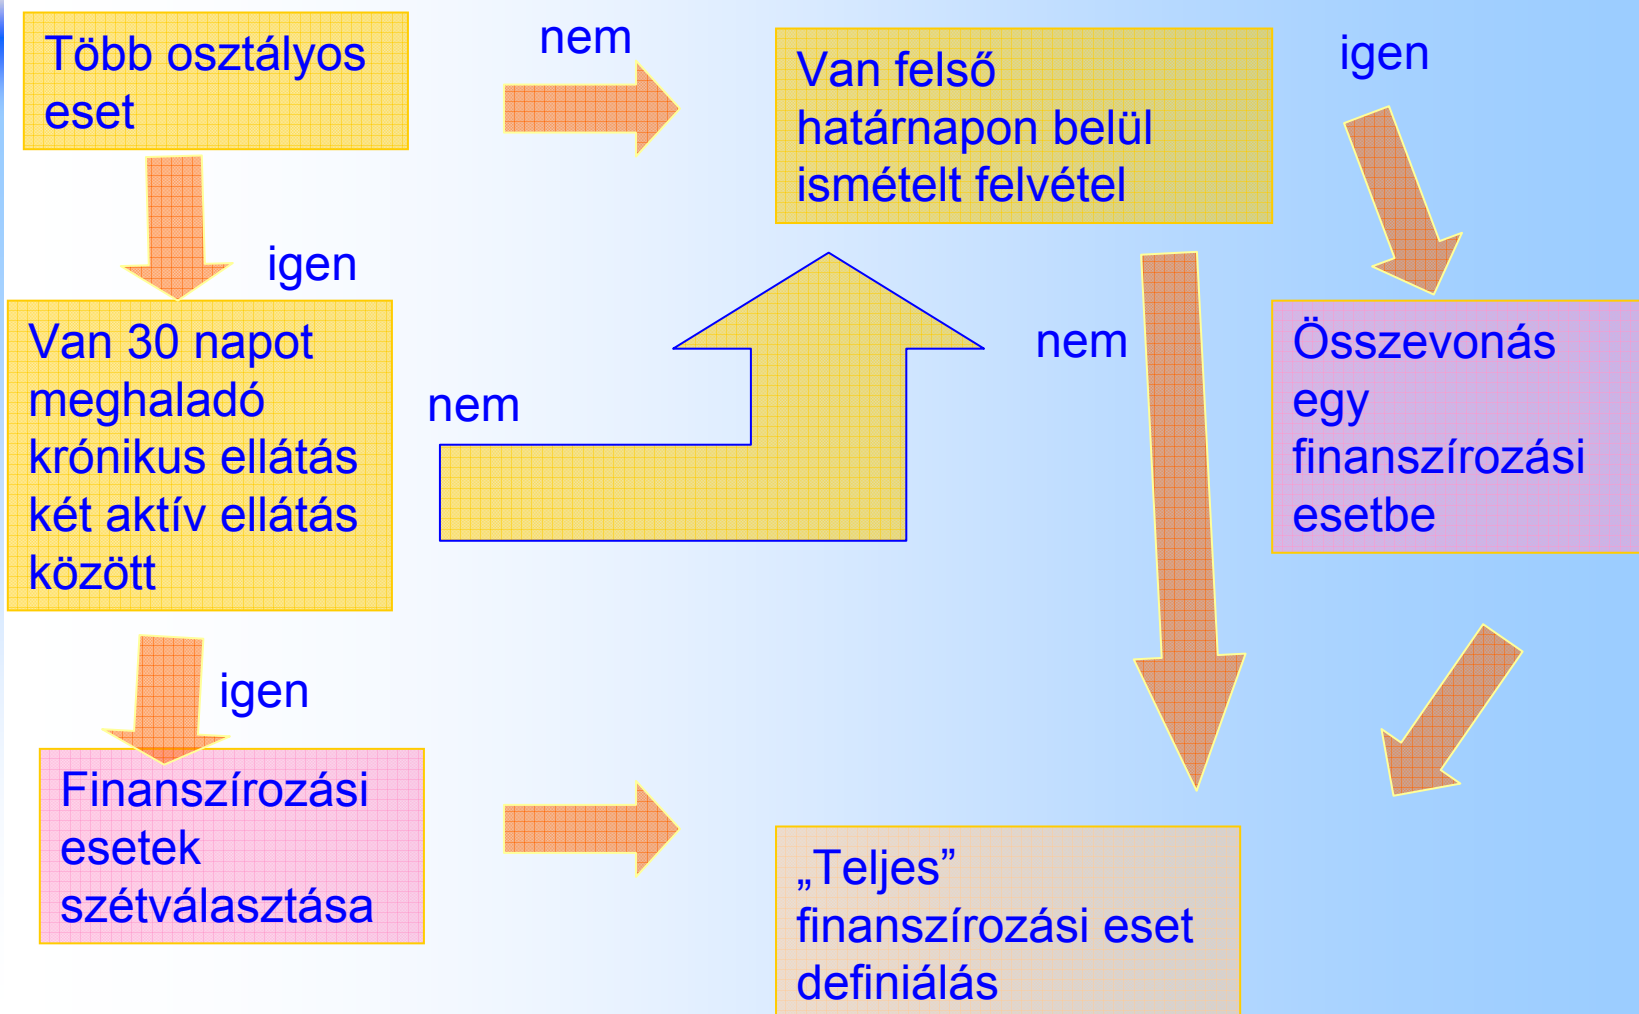 Több osztályos
eset
nem
Van felső
határnapon belül
ismételt felvétel
igen
igen
Van 30 napot
meghaladó
krónikus ellátás
két aktív ellátás
között
nem
nem
Összevonás
egy
finanszírozási
esetbe
igen
Finanszírozási
esetek
szétválasztása
„Teljes”
finanszírozási eset
definiálás